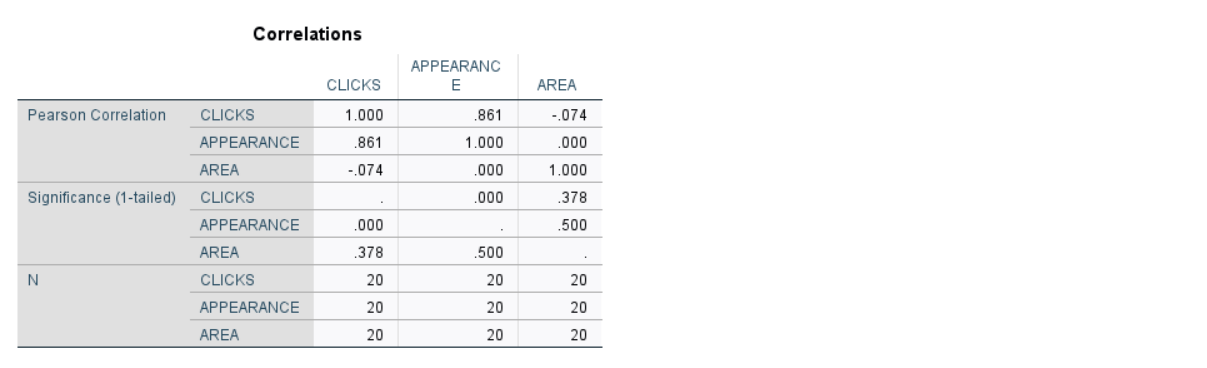 Correlations
CLICKS APPEARANC E AREA
Pearson Correlation CLICKS 1.000 .861 -.074
APPEARANCE .861 1.000 .000
AREA -.074 .000 1.000
Significance (1-tailed) CLICKS . .000 .378
APPEARANCE .000 . .500
AREA .378 .500 .
N CLICKS 20 20 20
APPEARANCE 20 20 20
AREA 20 20 20